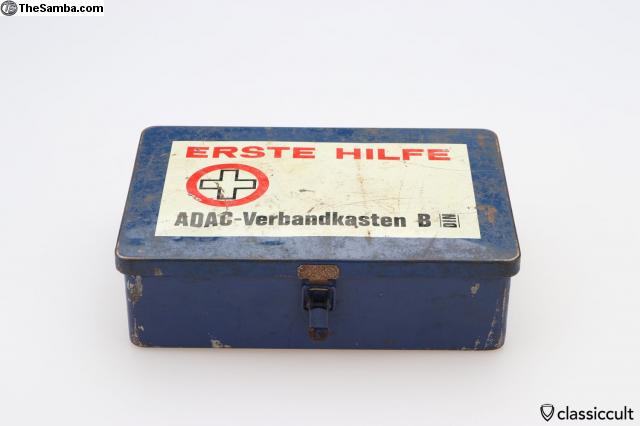 TheSamba.com
ERSTE HILFE
ADAC-Verbandkasten B DIN
classiccult